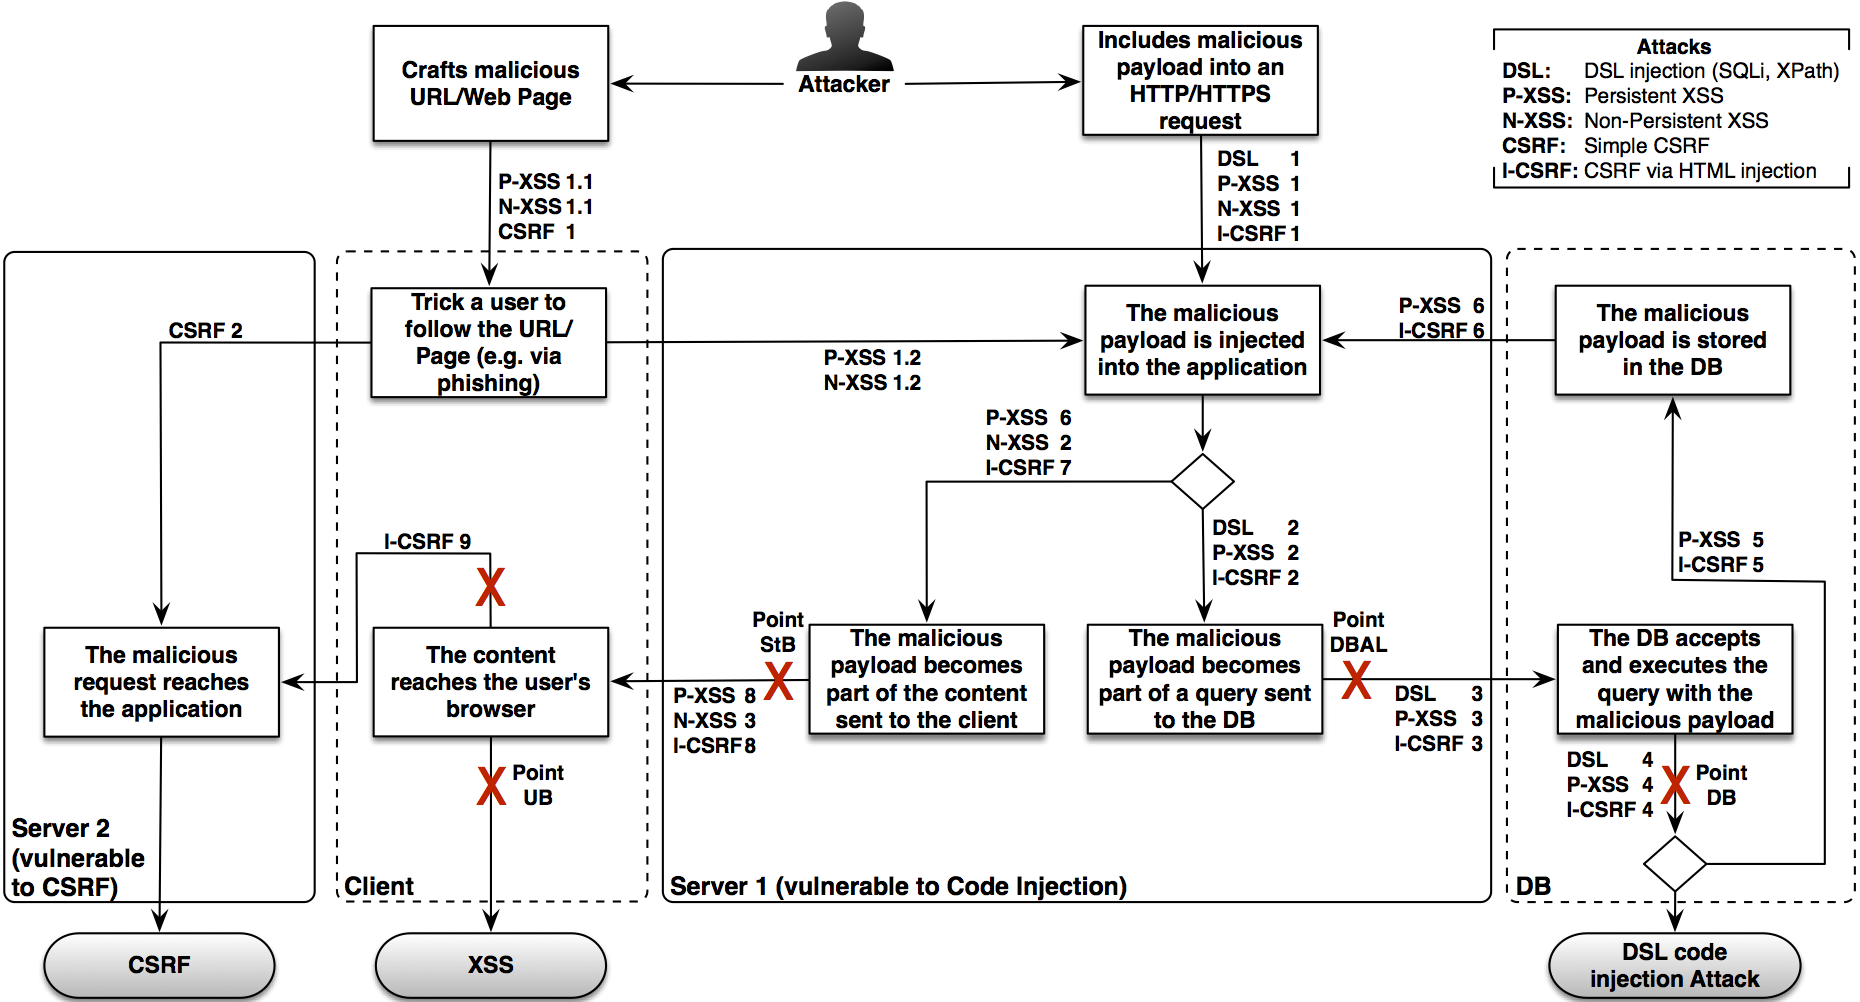 Crafts malicious
URL/Web Page
Attacker
Includes malicious
payload into an
HTTP/HTTPS
request
Attacks
DSL: DSL injection (SQLi, XPath)
P-XSS: Persistent XSS
N-XSS: Non-Persistent XSS
CSRF: Simple CSRF
I-CSRF: CSRF via HTML injection
P-XSS 1.1
N-XSS 1.1
CSRF 1
DSL 1
P-XSS 1
N-XSS 1
I-CSRF 1
Trick a user to
follow the URL/
Page (e.g. via
phishing)
CSRF 2
P-XSS 1.2
N-XSS 1.2
The malicious
payload is injected
into the application
P-XSS 6
I-CSRF 6
The malicious
payload is stored
in the DB
P-XSS 6
N-XSS 2
I-CSRF 7
DSL 2
P-XSS 2
I-CSRF 2
P-XSS 5
I-CSRF 5
I-CSRF 9
X
The malicious
request reaches
the application
The content
reaches the user's
browser
Point
StB
X
P-XSS 8
N-XSS 3
I-CSRF 8
The malicious
payload becomes
part of the content
sent to the client
The malicious
payload becomes
part of a query sent
to the DB
Point
DBAL
X
DSL 3
P-XSS 3
I-CSRF 3
The DB accepts
and executes the
query with the
malicious payload
X
Point
UB
DSL 4
P-XSS 4
I-CSRF 4
X
Point
DB
Server 2
(vulnerable
to CSRF)
Client
Server 1 (vulnerable to Code Injection)
DB
CSRF
XSS
DSL code
injection Attack